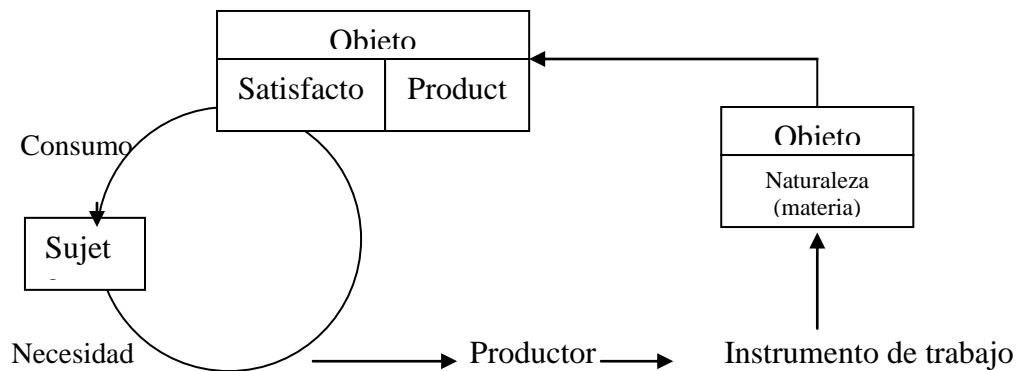 Objeto
Satisfacto
Product
Consumo
Objeto
Naturaleza
(materia)
Sujet
Necesidad
Productor
Instrumento de trabajo